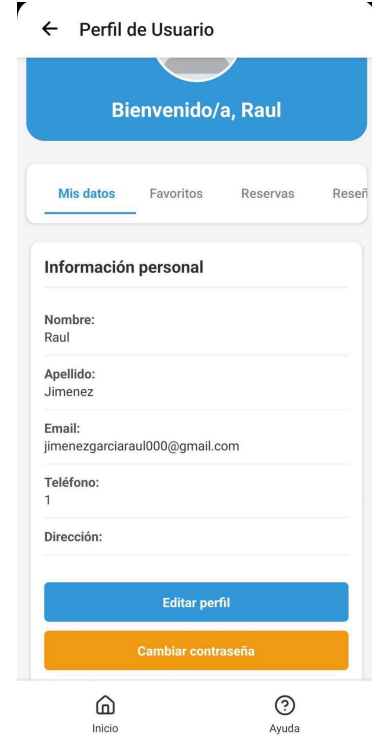 Perfil de Usuario
Bienvenido/a, Raul
Mis datos Favoritos Reservas Reseñ
Información personal
Nombre:
Raul
Apellido:
Jimenez
Email:
jimenezgarciaraul000@gmail.com
Teléfono:
1
Dirección:
Editar perfil
Cambiar contraseña
Inicio Ayuda